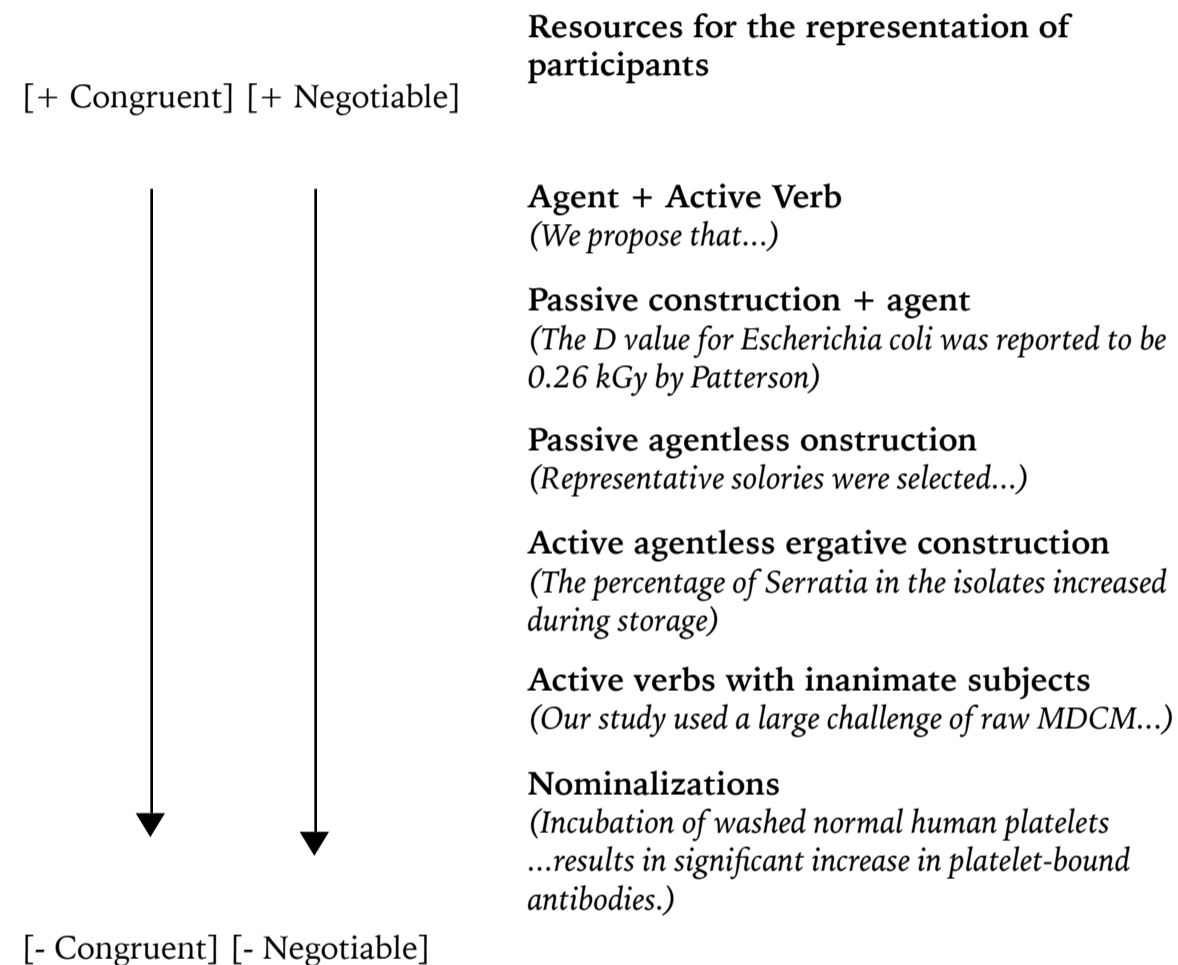 Resources for the representation of
participants
[+ Congruent] [+ Negotiable]
Agent + Active Verb
(We propose that...)
Passive construction + agent
(The D value for Escherichia coli was reported to be
0.26 kGy by Patterson)
Passive agentless onstruction
(Representative solories were selected...)
Active agentless ergative construction
(The percentage of Serratia in the isolates increased
during storage)
Active verbs with inanimate subjects
(Our study used a large challenge of raw MDCM...)
Nominalizations
(Incubation of washed normal human platelets
...results in significant increase in platelet-bound
antibodies.)
[- Congruent] [- Negotiable]